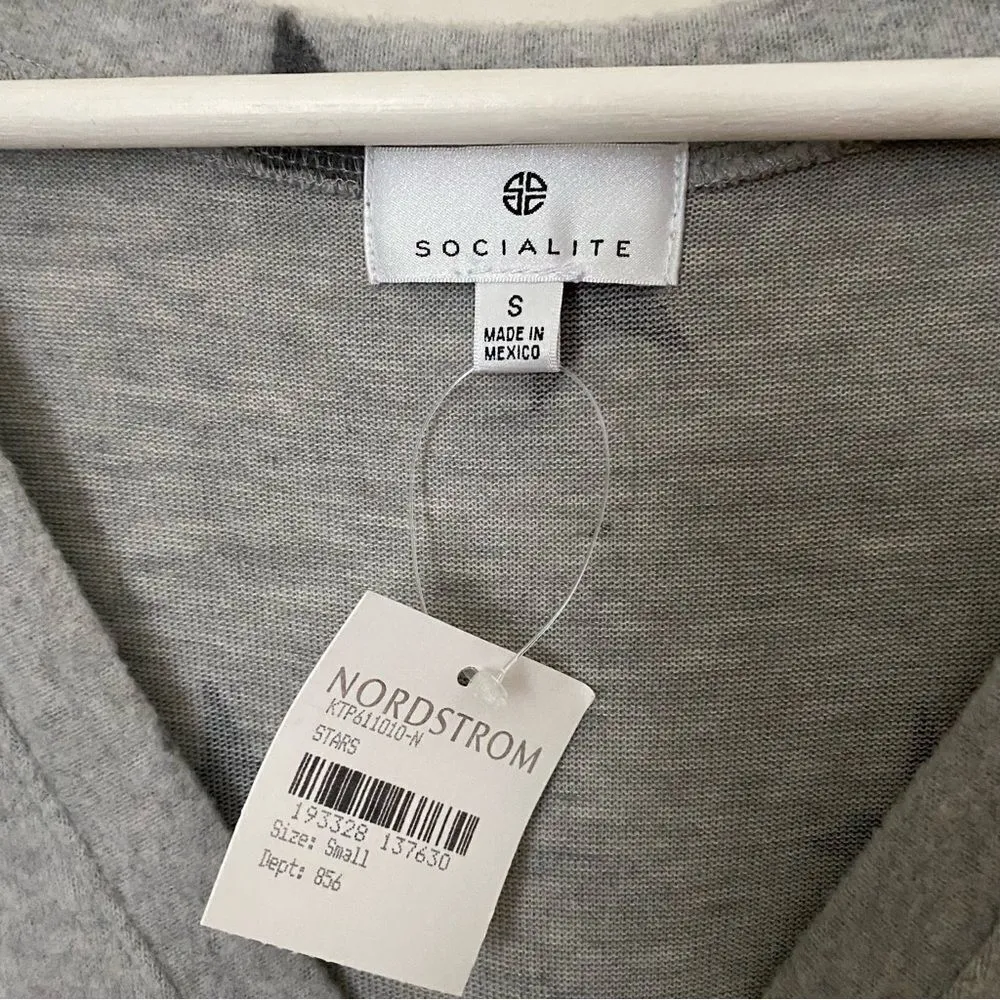 SOCIALITE
S
MADE IN
MEXICO
NORDSTROM
KTP611010-N
STARS
193328 137630
Size: Small
Dept: 856